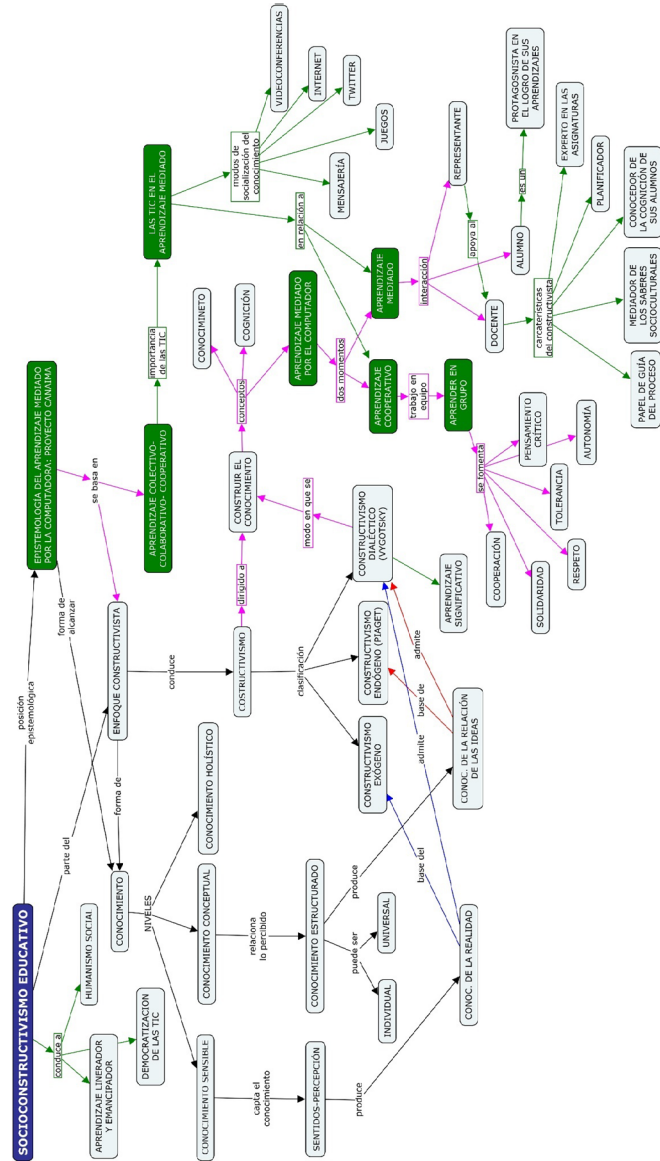 SOCIOCONSTRUCTIVISMO EDUCATIVO
posición
epistemológica
EPISTEMOLOGÍA DEL APRENDIZAJE MEDIADO
POR LA COMPUTADORA: PROYECTO CANAIMA
conduce a
HUMANISMO SOCIAL
APRENDIZAJE LINERADOR
Y EMANCIPADOR
DEMOCRATIZACION
DE LAS TIC
parte del
forma de
alcanzar
se basa en
ENFOQUE CONSTRUCTIVISTA
forma de
CONOCIMIENTO
APRENDIZAJE COLECTIVO-
COLABORATIVO- COOPERATIVO
importancia
de las TIC
LAS TIC EN EL
APRENDIZAJE MEDIADO
NIVELES
conduce
CONOCIMIENTO SENSIBLE
CONOCIMIENTO CONCEPTUAL
CONOCIMIENTO HOLÍSTICO
COSTRUCTIVISMO
dirigido a
CONSTRUIR EL
CONOCIMIENTO
conceptos
CONOCIMINETO
COGNICIÓN
en relación a
modos de
socialización del
conocimiento
VIDEOCONFERENCIAS
INTERNET
TWITTER
JUEGOS
MENSAJERÍA
capta el
conocimiento
relaciona
lo percibido
clasificación
modo en que se
APRENDIZAJE MEDIADO
POR EL COMPUTADOR
dos momentos
SENTIDOS-PERCEPCIÓN
CONOCIMIENTO ESTRUCTURADO
CONSTRUCTIVISMO
EXÓGENO
CONSTRUCTIVISMO
ENDÓGENO (PIAGET)
CONSTRUCTIVISMO
DIALÉCTICO
(VYGOTSKY)
APRENDIZAJE
COOPERATIVO
APRENDIZAJE
MEDIADO
produce
puede ser
INDIVIDUAL
UNIVERSAL
produce
base del
admite
base de
admite
APRENDIZAJE
SIGNIFICATIVO
trabajo en
equipo
APRENDER EN
GRUPO
interacción
REPRESENTANTE
apoya al
DOCENTE
ALUMNO
es un
PROTAGOSNISTA EN
EL LOGRO DE SUS
APRENDIZAJES
CONOC. DE LA REALIDAD
CONOC. DE LA RELACIÓN
DE LAS IDEAS
se fomenta
COOPERACIÓN
SOLIDARIDAD
RESPETO
TOLERANCIA
PENSAMIENTO
CRÍTICO
AUTONOMÍA
carcaterísticas
del constructivista
PAPEL DE GUÍA
DEL PROCESO
MEDIADOR DE
LOS SABERES
SOCIOCULTURALES
CONOCEDOR DE
LA COGNICIÓN DE
SUS ALUMNOS
PLANIFICADOR
EXPERTO EN LAS
ASIGNATURAS